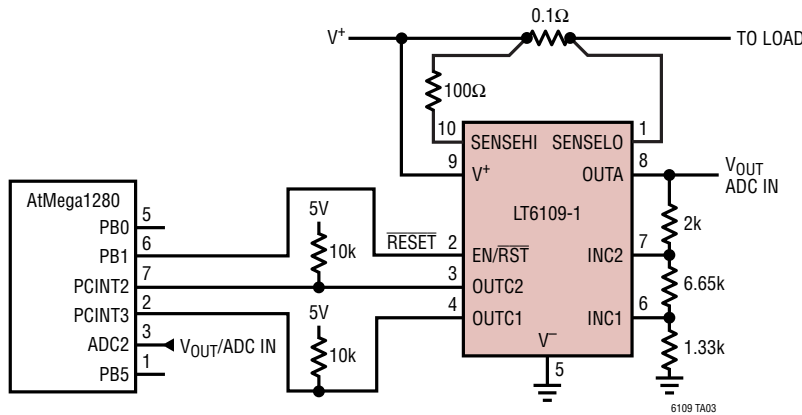 0.1Ω
V⁺
TO LOAD
100Ω
10
SENSEHI
SENSELO
1
9
V⁺
OUTA
8
VOUT
ADC IN
AtMega1280
LT6109-1
PB0
5
5V
2k
PB1
6
10k
RESET
2
EN/RST
INC2
7
PCINT2
7
3
OUTC2
6.65k
PCINT3
2
5V
4
OUTC1
INC1
6
ADC2
3
VOUT/ADC IN
10k
V⁻
1.33k
PB5
1
5
6109 TA03